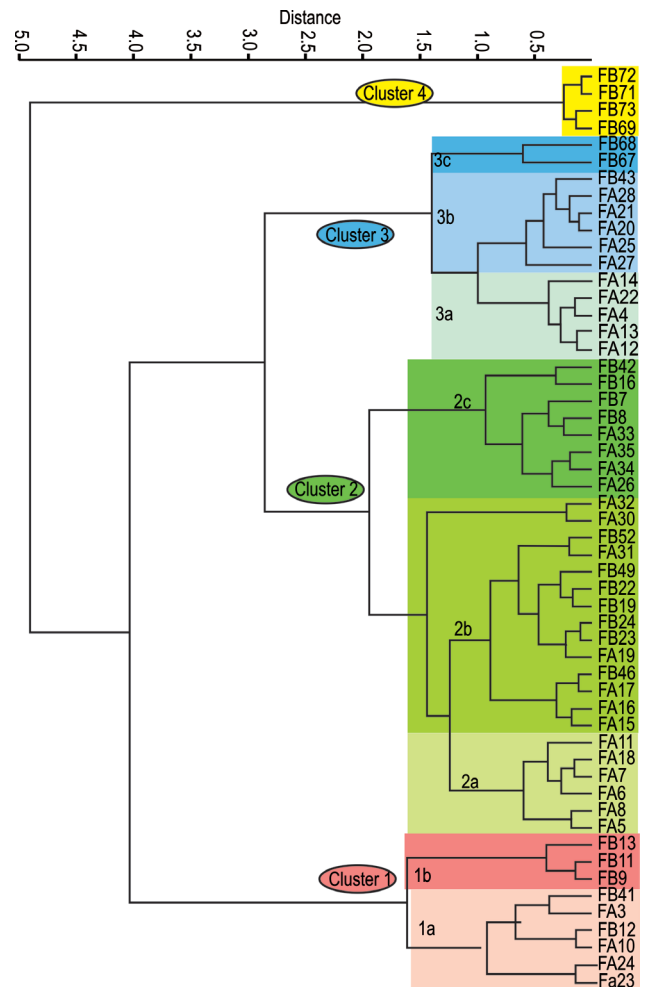 Distance
5.0 4.0 3.5 3.0 2.5 2.0 1.5 1.0 0.5
FB72
Cluster 4 FB71
FB73
FB69
FB68
3c FB67
FB43
FA28
3b FA21
Cluster 3 FA20
FA25
FA27
FA14
FA22
3a FA4
FA13
FA12
FB42
FB16
2c FB7
FB8
FA33
FA35
FA34
Cluster 2 FA26
FA32
FA30
FB52
FA31
FB49
FB22
FB19
2b FB24
FB23
FA19
FB46
FA17
FA16
FA15
FA11
FA18
2a FA7
FA6
FA8
FA5
FB13
FB11
Cluster 1 1b FB9
FB41
FA3
1a FB12
FA10
FA24
Fa23